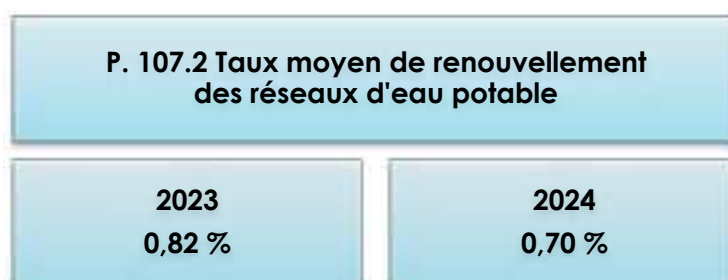 P. 107.2 Taux moyen de renouvellement
des réseaux d'eau potable
2023
0,82 %
2024
0,70 %